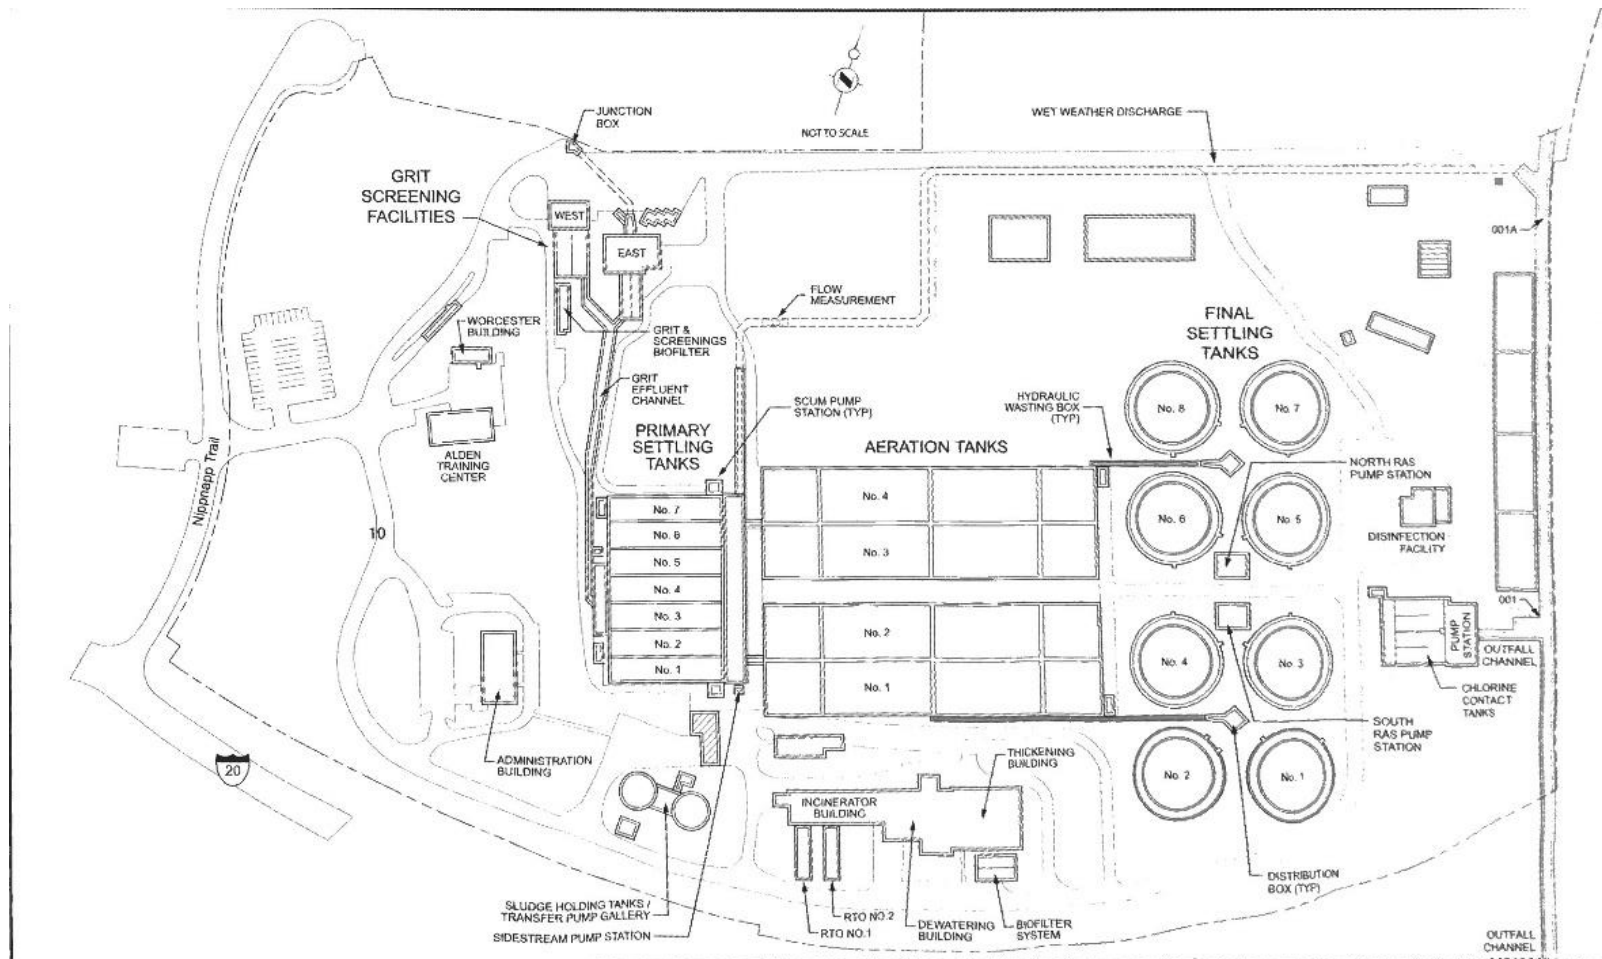 JUNCTION
BOX
NOT TO SCALE
WET WEATHER DISCHARGE
GRIT
SCREENING
FACILITIES
WEST
EAST
001A
FLOW
MEASUREMENT
WORCESTER
BUILDING
GRIT &
SCREENINGS
BIOFILTER
FINAL
SETTLING
TANKS
GRIT
EFFLUENT
CHANNEL
SCUM PUMP
STATION (TYP)
HYDRAULIC
WASTING BOX
(TYP)
No. 8
No. 7
PRIMARY
SETTLING
TANKS
AERATION TANKS
ALDEN
TRAINING
CENTER
NORTH RAS
PUMP STATION
Nippnapp Trail
No. 7
No. 6
No. 5
No. 4
No. 3
No. 2
No. 1
No. 4
No. 3
No. 2
No. 1
No. 6
No. 5
10
DISINFECTION
FACILITY
001
PUMP
STATION
OUTFALL
CHANNEL
No. 4
No. 3
CHLORINE
CONTACT
TANKS
SOUTH
RAS PUMP
STATION
20
ADMINISTRATION
BUILDING
THICKENING
BUILDING
No. 2
No. 1
INCINERATOR
BUILDING
DISTRIBUTION
BOX (TYP)
SLUDGE HOLDING TANKS /
TRANSFER PUMP GALLERY
SIDESTREAM PUMP STATION
RTO NO.2
RTO NO.1
DEWATERING
BUILDING
BIOFILTER
SYSTEM
OUTFALL
CHANNEL